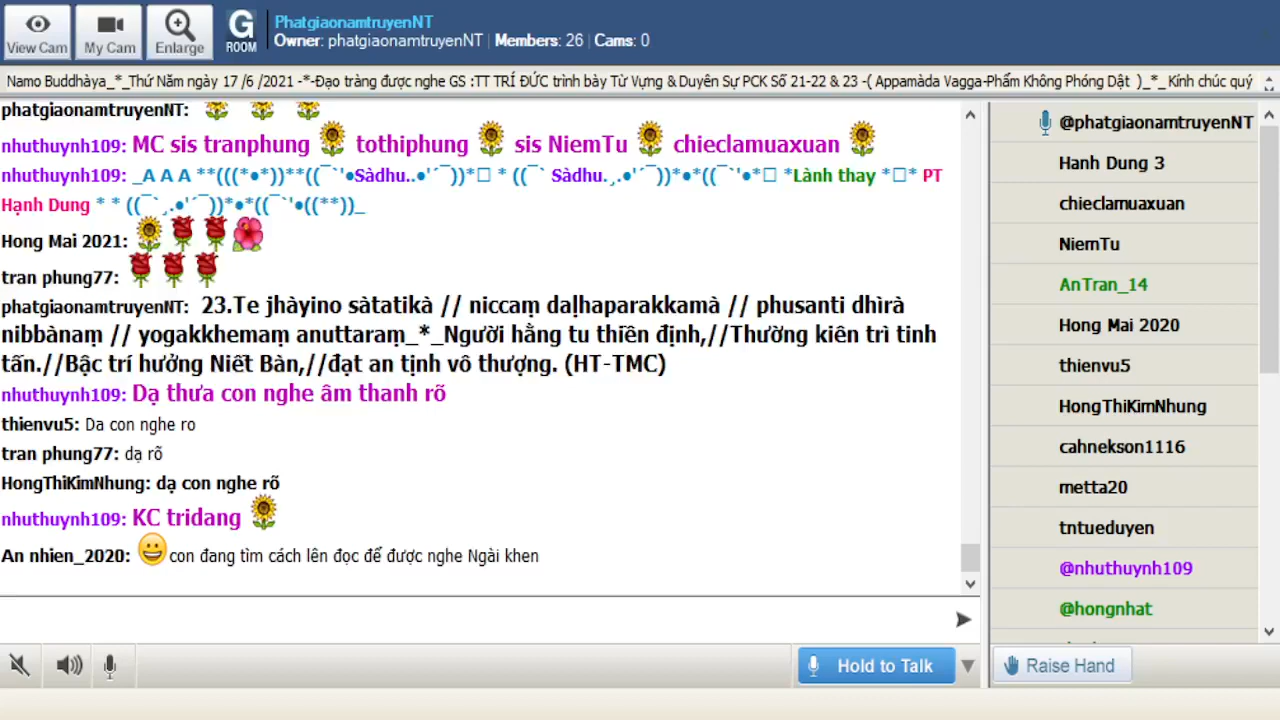 View Cam
My Cam
Enlarge
G
ROOM
PhatgiaonamtruyenNT
Owner: phatgiaonamtruyenNT | Members: 26 | Cams: 0
Namo Buddhàya_*_Thứ Năm ngày 17 /6 /2021 -*-Đạo tràng được nghe GS :TT TRÍ ĐỨC trình bày Từ Vựng & Duyên Sự PCK Số 21-22 & 23 -( Appamàda Vagga-Phẩm Không Phóng Dật )_*_Kính chúc quý
phatgiaonamtruyenNT:
nhuthuynh109: MC sis tranphung tothiphung sis NiemTu chieclamuaxuan
nhuthuynh109: _A A A **(((*•*))**((¯`'•Sàdhu..•'´¯))*□ * ((¯` Sàdhu.¸.•'´¯))*•*((¯`'•*□ *Lành thay *□* PT
Hạnh Dung * * ((¯`¸.•'´¯))*•*((¯`'•((**))_
Hong Mai 2021:
tran phung77:
phatgiaonamtruyenNT: 23.Te jhàyino sàtatikà // niccaṃ daḷhaparakkamà // phusanti dhìrà
nibbànaṃ // yogakkhemaṃ anuttaraṃ_*_Người hằng tu thiền định,//Thường kiên trì tinh
tấn.//Bậc trí hưởng Niết Bàn,//đạt an tịnh vô thượng. (HT-TMC)
nhuthuynh109: Dạ thưa con nghe âm thanh rõ
thienvu5: Da con nghe ro
tran phung77: dạ rõ
HongThiKimNhung: dạ con nghe rõ
nhuthuynh109: KC tridang
An nhien_2020: con đang tìm cách lên đọc để được nghe Ngài khen
Hold to Talk
@phatgiaonamtruyenNT
Hanh Dung 3
chieclamuaxuan
NiemTu
AnTran_14
Hong Mai 2020
thienvu5
HongThiKimNhung
cahnekson1116
metta20
tntueduyen
@nhuthuynh109
@hongnhat
Raise Hand